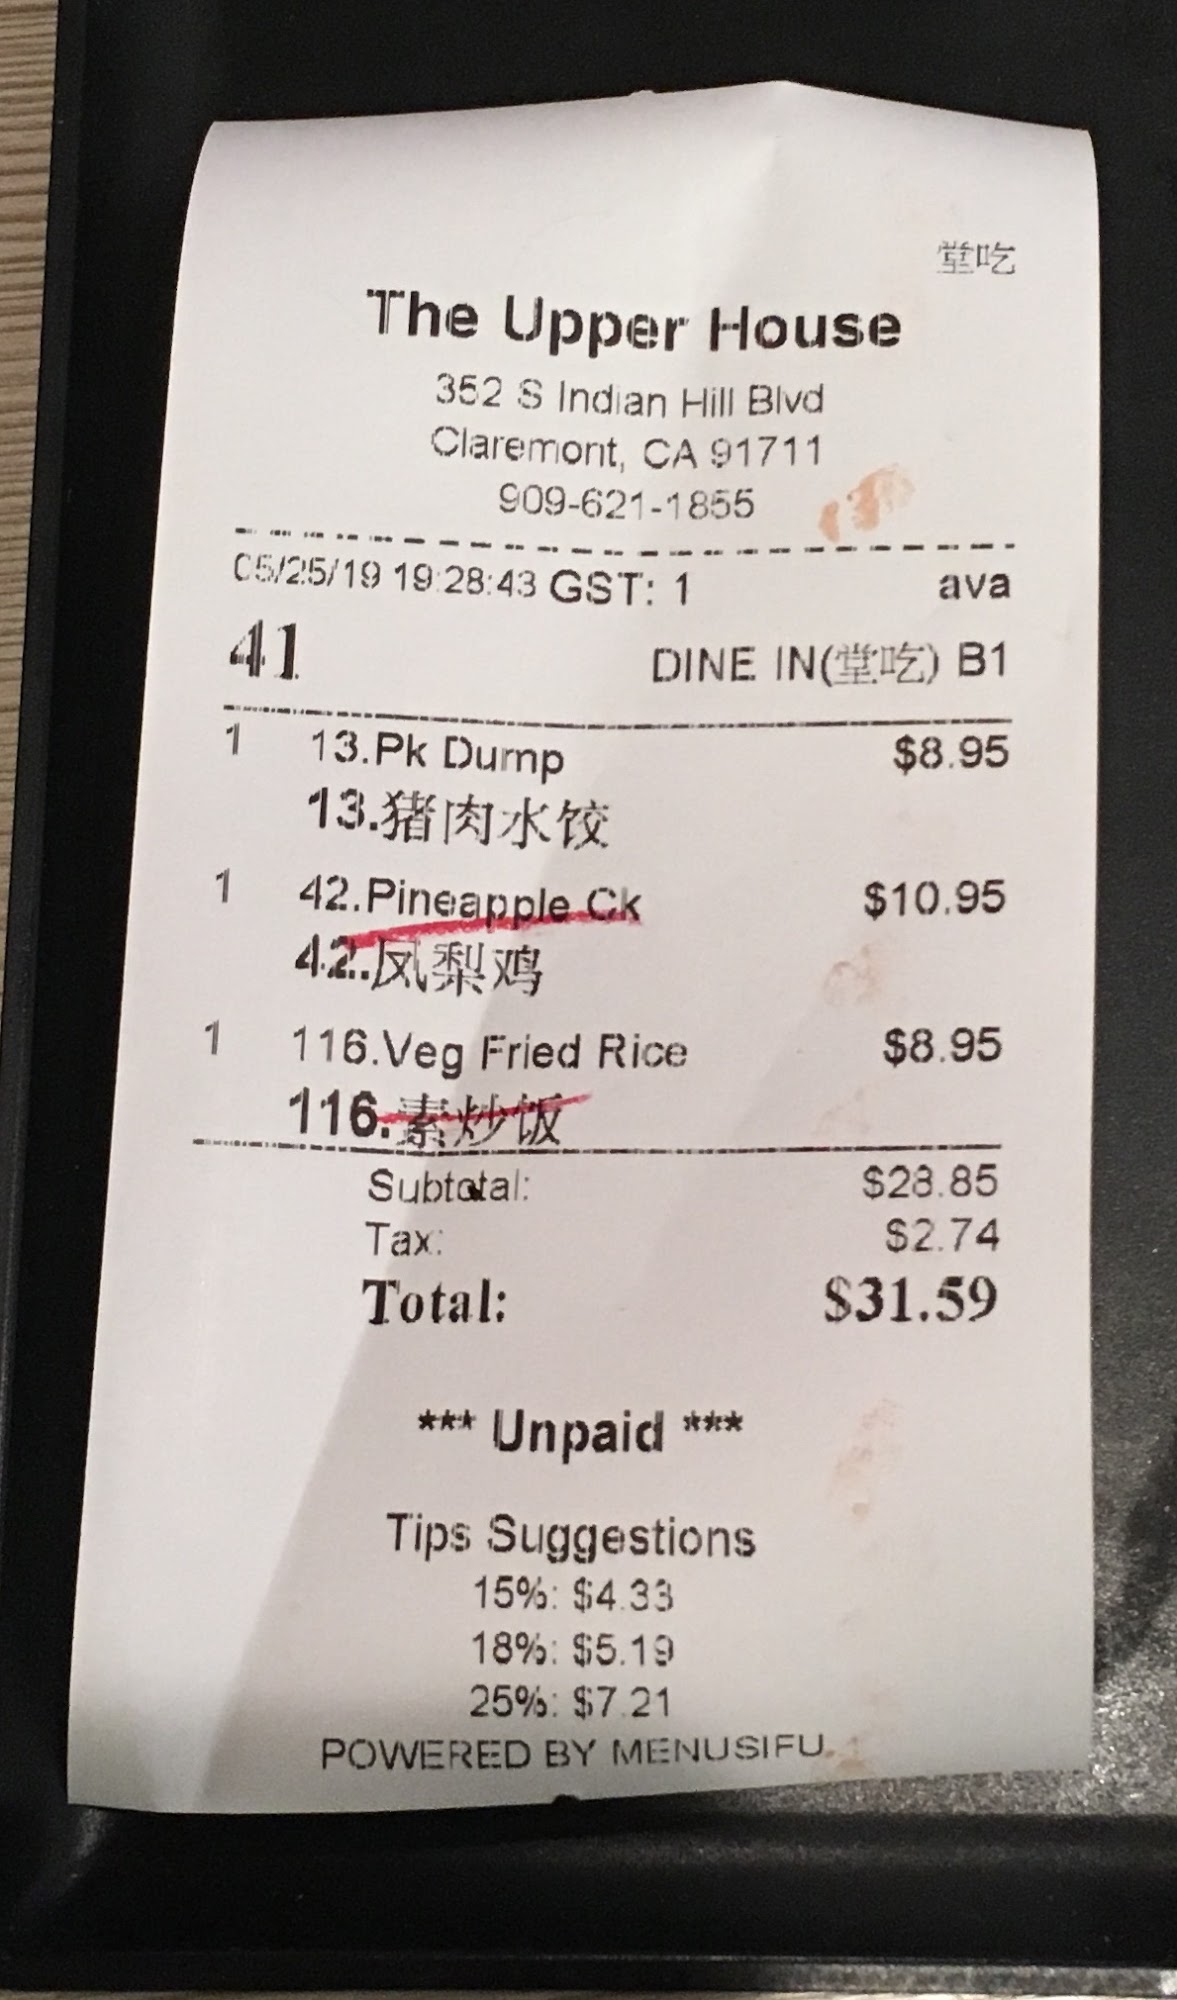 堂吃
The Upper House
352 S Indian Hill Blvd
Claremont, CA 91711
909-621-1855
05/25/19 19:28:43 GST: 1 ava
41 DINE IN(堂吃) B1
1 13.Pk Dump $8.95
13.猪肉水饺
1 42.Pineapple Ck $10.95
42.凤梨鸡
1 116.Veg Fried Rice $8.95
116.素炒饭
Subtotal: $28.85
Tax: $2.74
Total: $31.59
*** Unpaid ***
Tips Suggestions
15%: $4.33
18%: $5.19
25%: $7.21
POWERED BY MENUSIFU